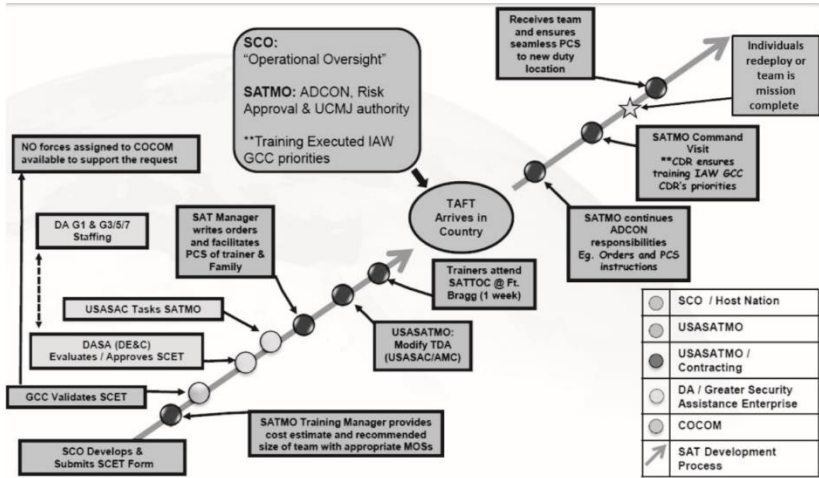 SCO:
"Operational Oversight"
SATMO: ADCON, Risk
Approval & UCMJ authority
**Training Executed IAW
GCC priorities
Receives team
and ensures
seamless PCS
to new duty
location
Individuals
redeploy or
team is
mission
complete
NO forces assigned to COCOM
available to support the request
SATMO Command
Visit
**CDR ensures
training IAW GCC
CDR's priorities
DA G1 & G3/5/7
Staffing
SAT Manager
writes orders
and facilitates
PCS of trainer &
Family
TAFT
Arrives in
Country
SATMO continues
ADCON
responsibilities
Eg. Orders and PCS
instructions
Trainers attend
SATTOC @ Ft.
Bragg (1 week)
USASAC Tasks SATMO
USASATMO:
Modify TDA
(USASAC/AMC)
DASA (DE&C)
Evaluates / Approves SCET
GCC Validates SCET
SATMO Training Manager provides
cost estimate and recommended
size of team with appropriate MOSs
SCO Develops &
Submits SCET Form
SCO / Host Nation
USASATMO
USASATMO /
Contracting
DA / Greater Security
Assistance Enterprise
COCOM
SAT Development
Process